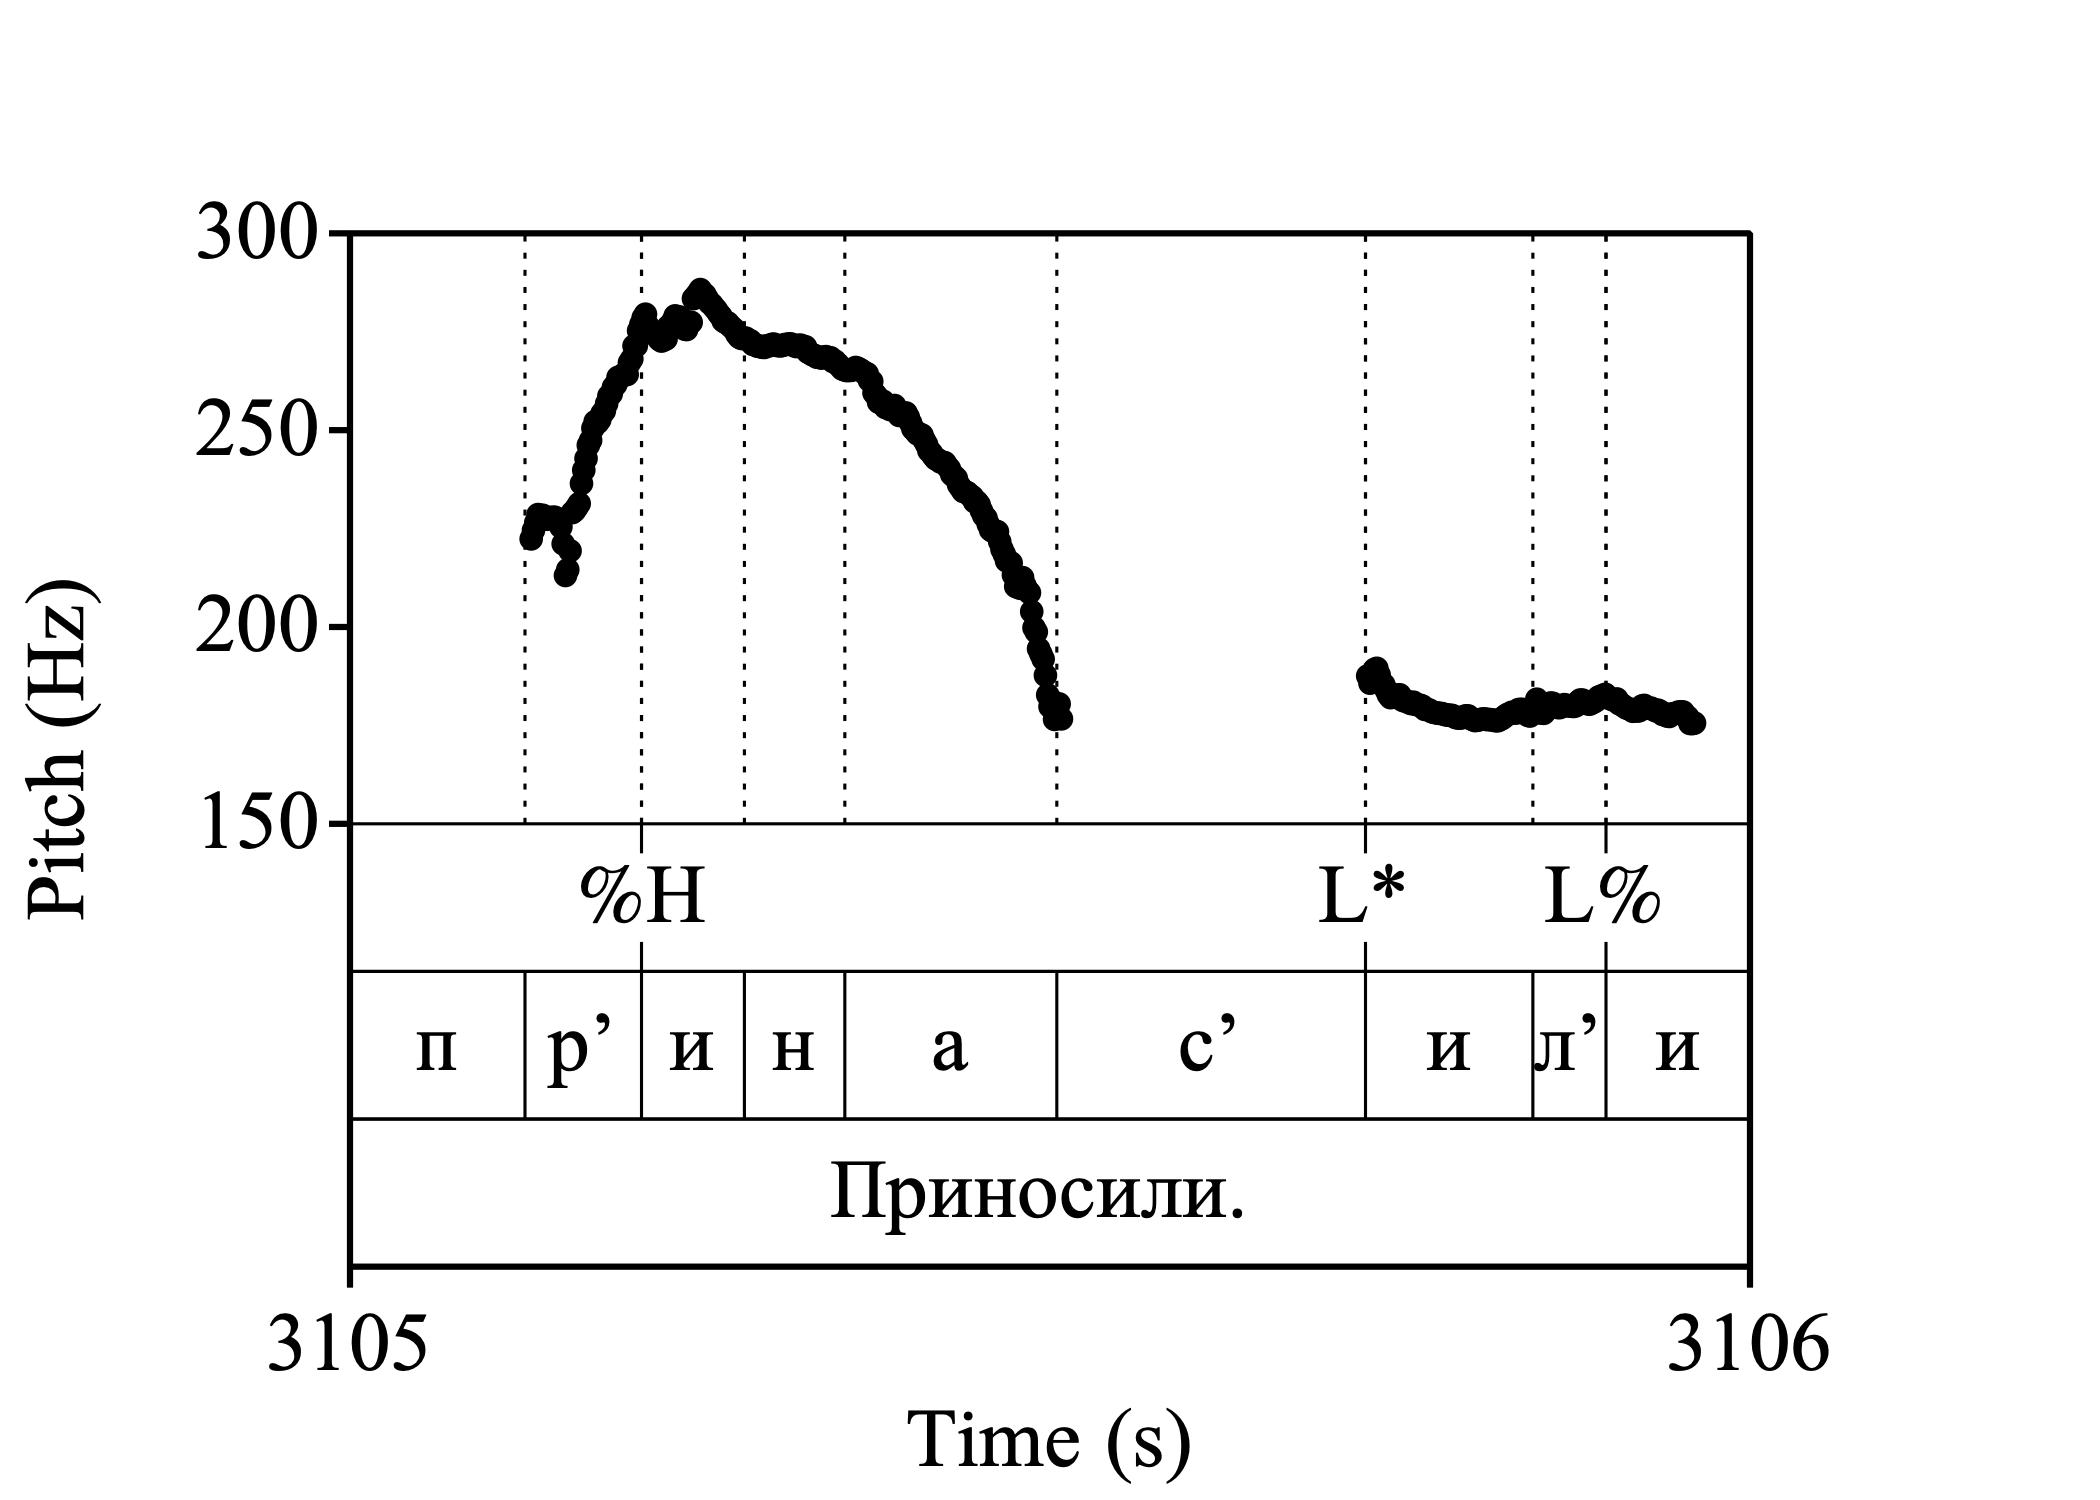 300
250
200
150
Pitch (Hz)
%H L* L%
п р’ и н а с’ и л’ и
Приносили.
3105 3106
Time (s)